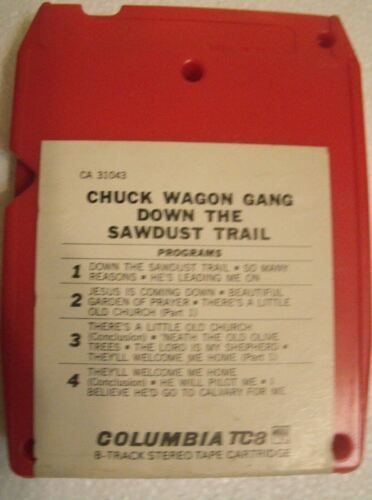 CA 31043
CHUCK WAGON GANG
DOWN THE
SAWDUST TRAIL
PROGRAMS
1 DOWN THE SAWDUST TRAIL • SO MANY
REASONS • HE'S LEADING ME ON
2 JESUS IS COMING DOWN • BEAUTIFUL
GARDEN OF PRAYER • THERE'S A LITTLE
OLD CHURCH (Part 1)
3 THERE'S A LITTLE OLD CHURCH
(Conclusion) • 'NEATH THE OLD OLIVE
TREES • THE LORD IS MY SHEPHERD •
THEY'LL WELCOME ME HOME (Part 1)
4 THEY'LL WELCOME ME HOME
(Conclusion) • HE WILL PILOT ME • I
BELIEVE HE'D GO TO CALVARY FOR ME
COLUMBIA TC8
8-TRACK STEREO TAPE CARTRIDGE